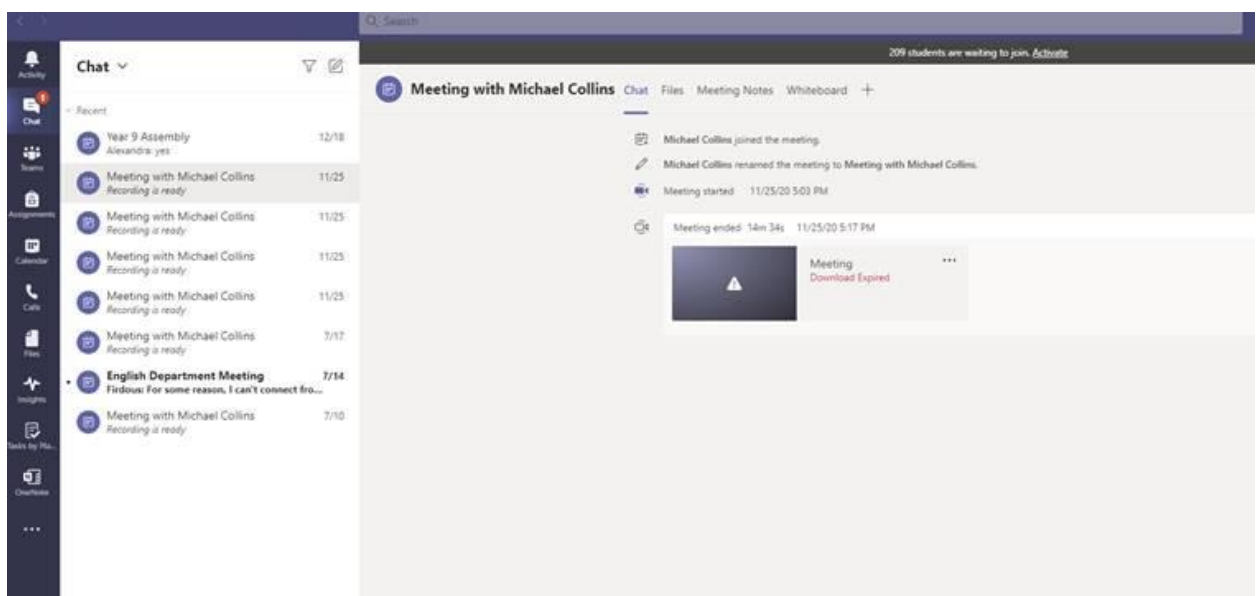 Search
209 students are waiting to join. Activate
Activity
Chat
Teams
Assignments
Calendar
Calls
Files
Insights
Tasks by Pla...
OneNote
Chat
Recent
Year 9 Assembly 12/18
Alexandra: yes
Meeting with Michael Collins 11/25
Recording is ready
Meeting with Michael Collins 11/25
Recording is ready
Meeting with Michael Collins 11/25
Recording is ready
Meeting with Michael Collins 11/25
Recording is ready
Meeting with Michael Collins 7/17
Recording is ready
English Department Meeting 7/14
Firdous: For some reason, I can't connect fro...
Meeting with Michael Collins 7/10
Recording is ready
Meeting with Michael Collins Chat Files Meeting Notes Whiteboard +
Michael Collins joined the meeting.
Michael Collins renamed the meeting to Meeting with Michael Collins.
Meeting started 11/25/20 5:03 PM
Meeting ended 14m 34s 11/25/20 5:17 PM
Meeting
Download Expired